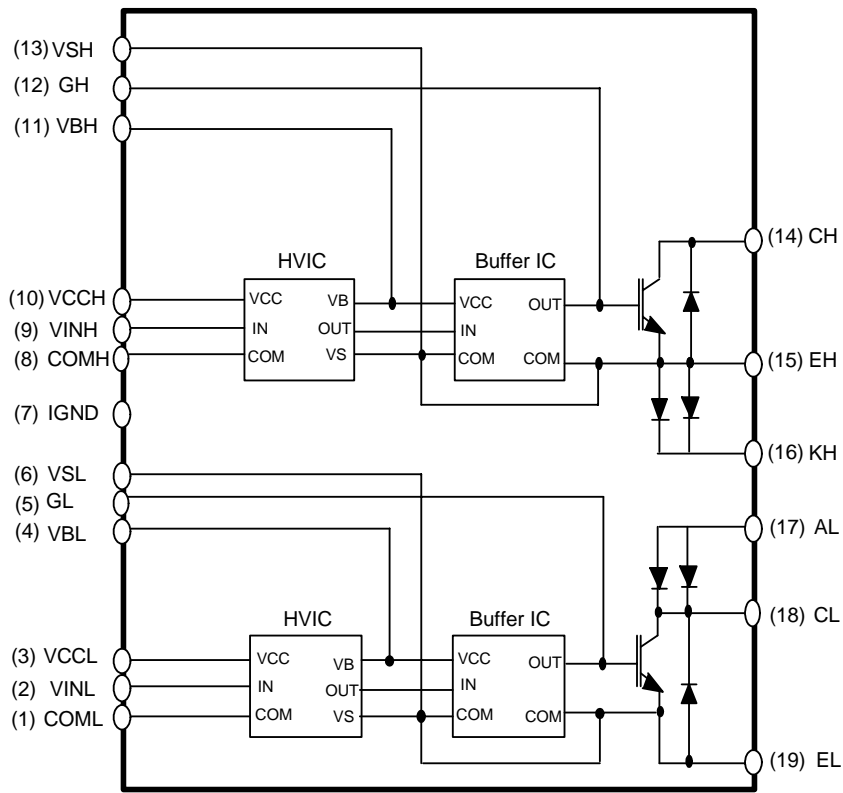 (13) VSH
(12) GH
(11) VBH
(14) CH
HVIC
Buffer IC
(10) VCCH
VCC
VB
VCC
OUT
(9) VINH
IN
OUT
IN
(8) COMH
COM
VS
COM
COM
(15) EH
(7) IGND
(16) KH
(6) VSL
(5) GL
(4) VBL
(17) AL
HVIC
Buffer IC
(18) CL
(3) VCCL
VCC
VB
VCC
OUT
(2) VINL
IN
OUT
IN
(1) COML
COM
VS
COM
COM
(19) EL